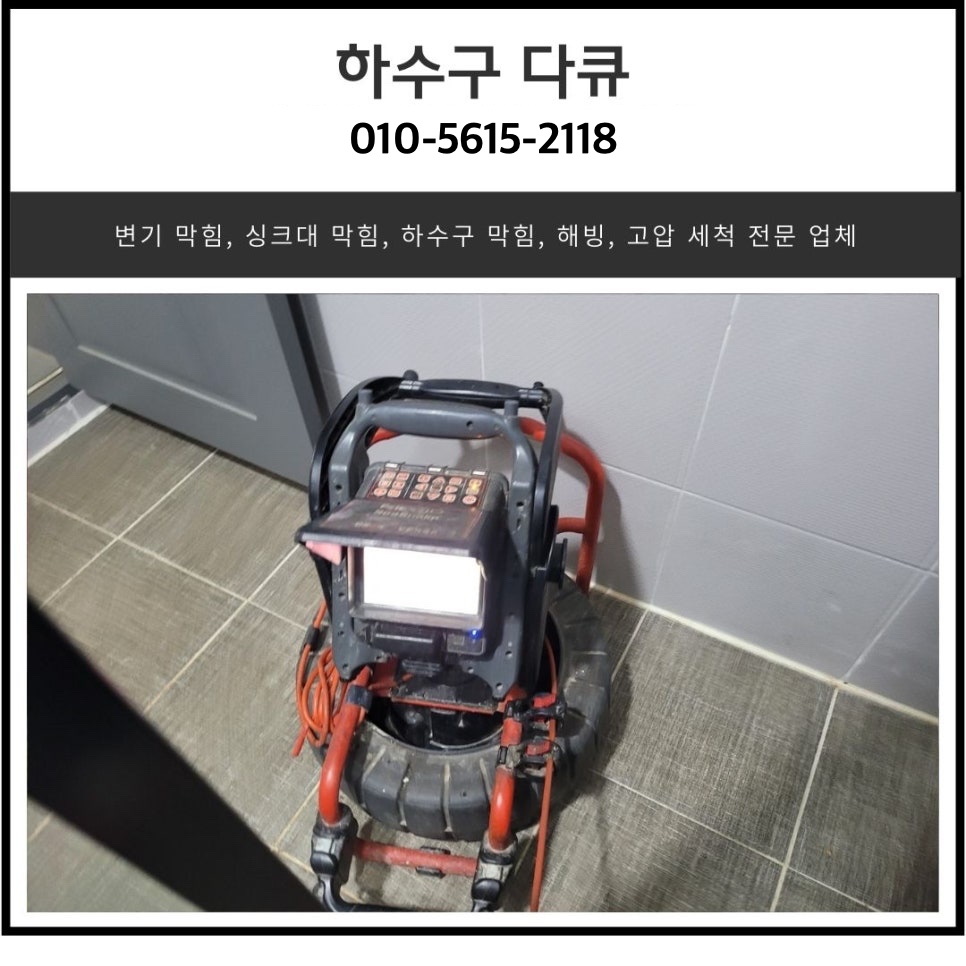 하수구 다큐
010-5615-2118
변기 막힘, 싱크대 막힘, 하수구 막힘, 해빙, 고압 세척 전문 업체